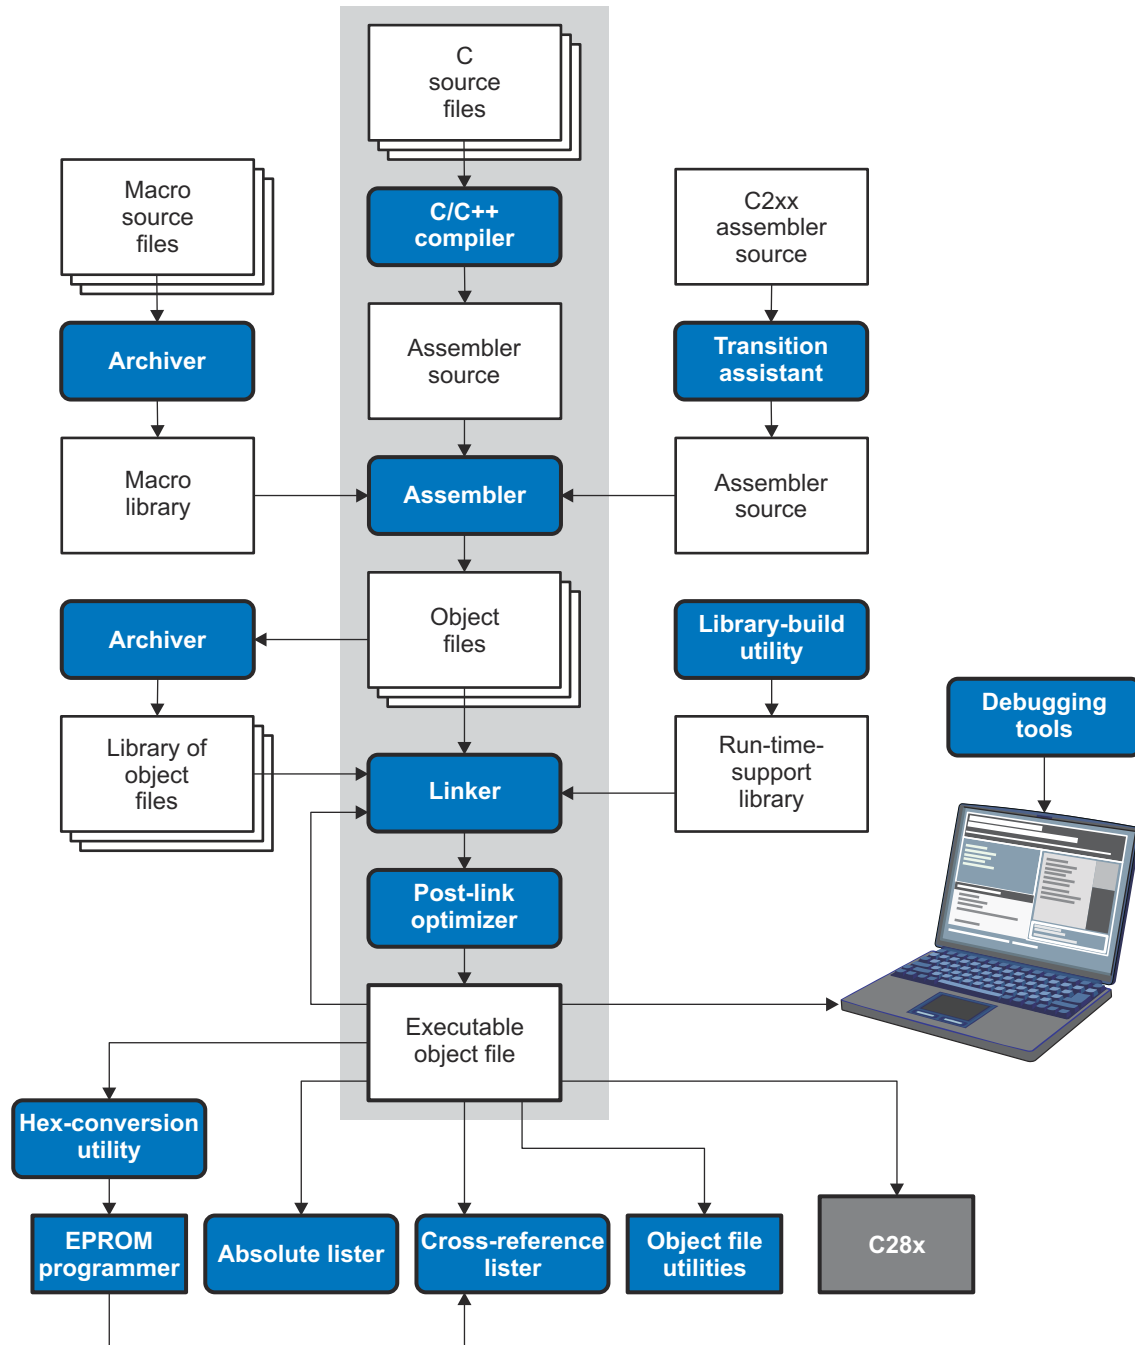 C
source
files
Macro
source
files
C/C++
compiler
C2xx
assembler
source
Archiver
Assembler
source
Transition
assistant
Macro
library
Assembler
Assembler
source
Archiver
Object
files
Library-build
utility
Debugging
tools
Library of
object
files
Linker
Run-time-
support
library
Post-link
optimizer
Executable
object file
Hex-conversion
utility
EPROM
programmer
Absolute lister
Cross-reference
lister
Object file
utilities
C28x